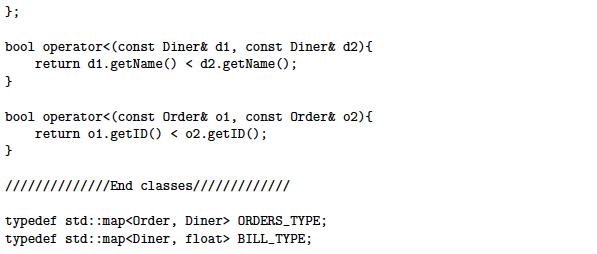 };
bool operator<(const Diner& d1, const Diner& d2){
    return d1.getName() < d2.getName();
}
bool operator<(const Order& o1, const Order& o2){
    return o1.getID() < o2.getID();
}
//////////////End classes/////////////
typedef std::map<Order, Diner> ORDERS_TYPE;
typedef std::map<Diner, float> BILL_TYPE;